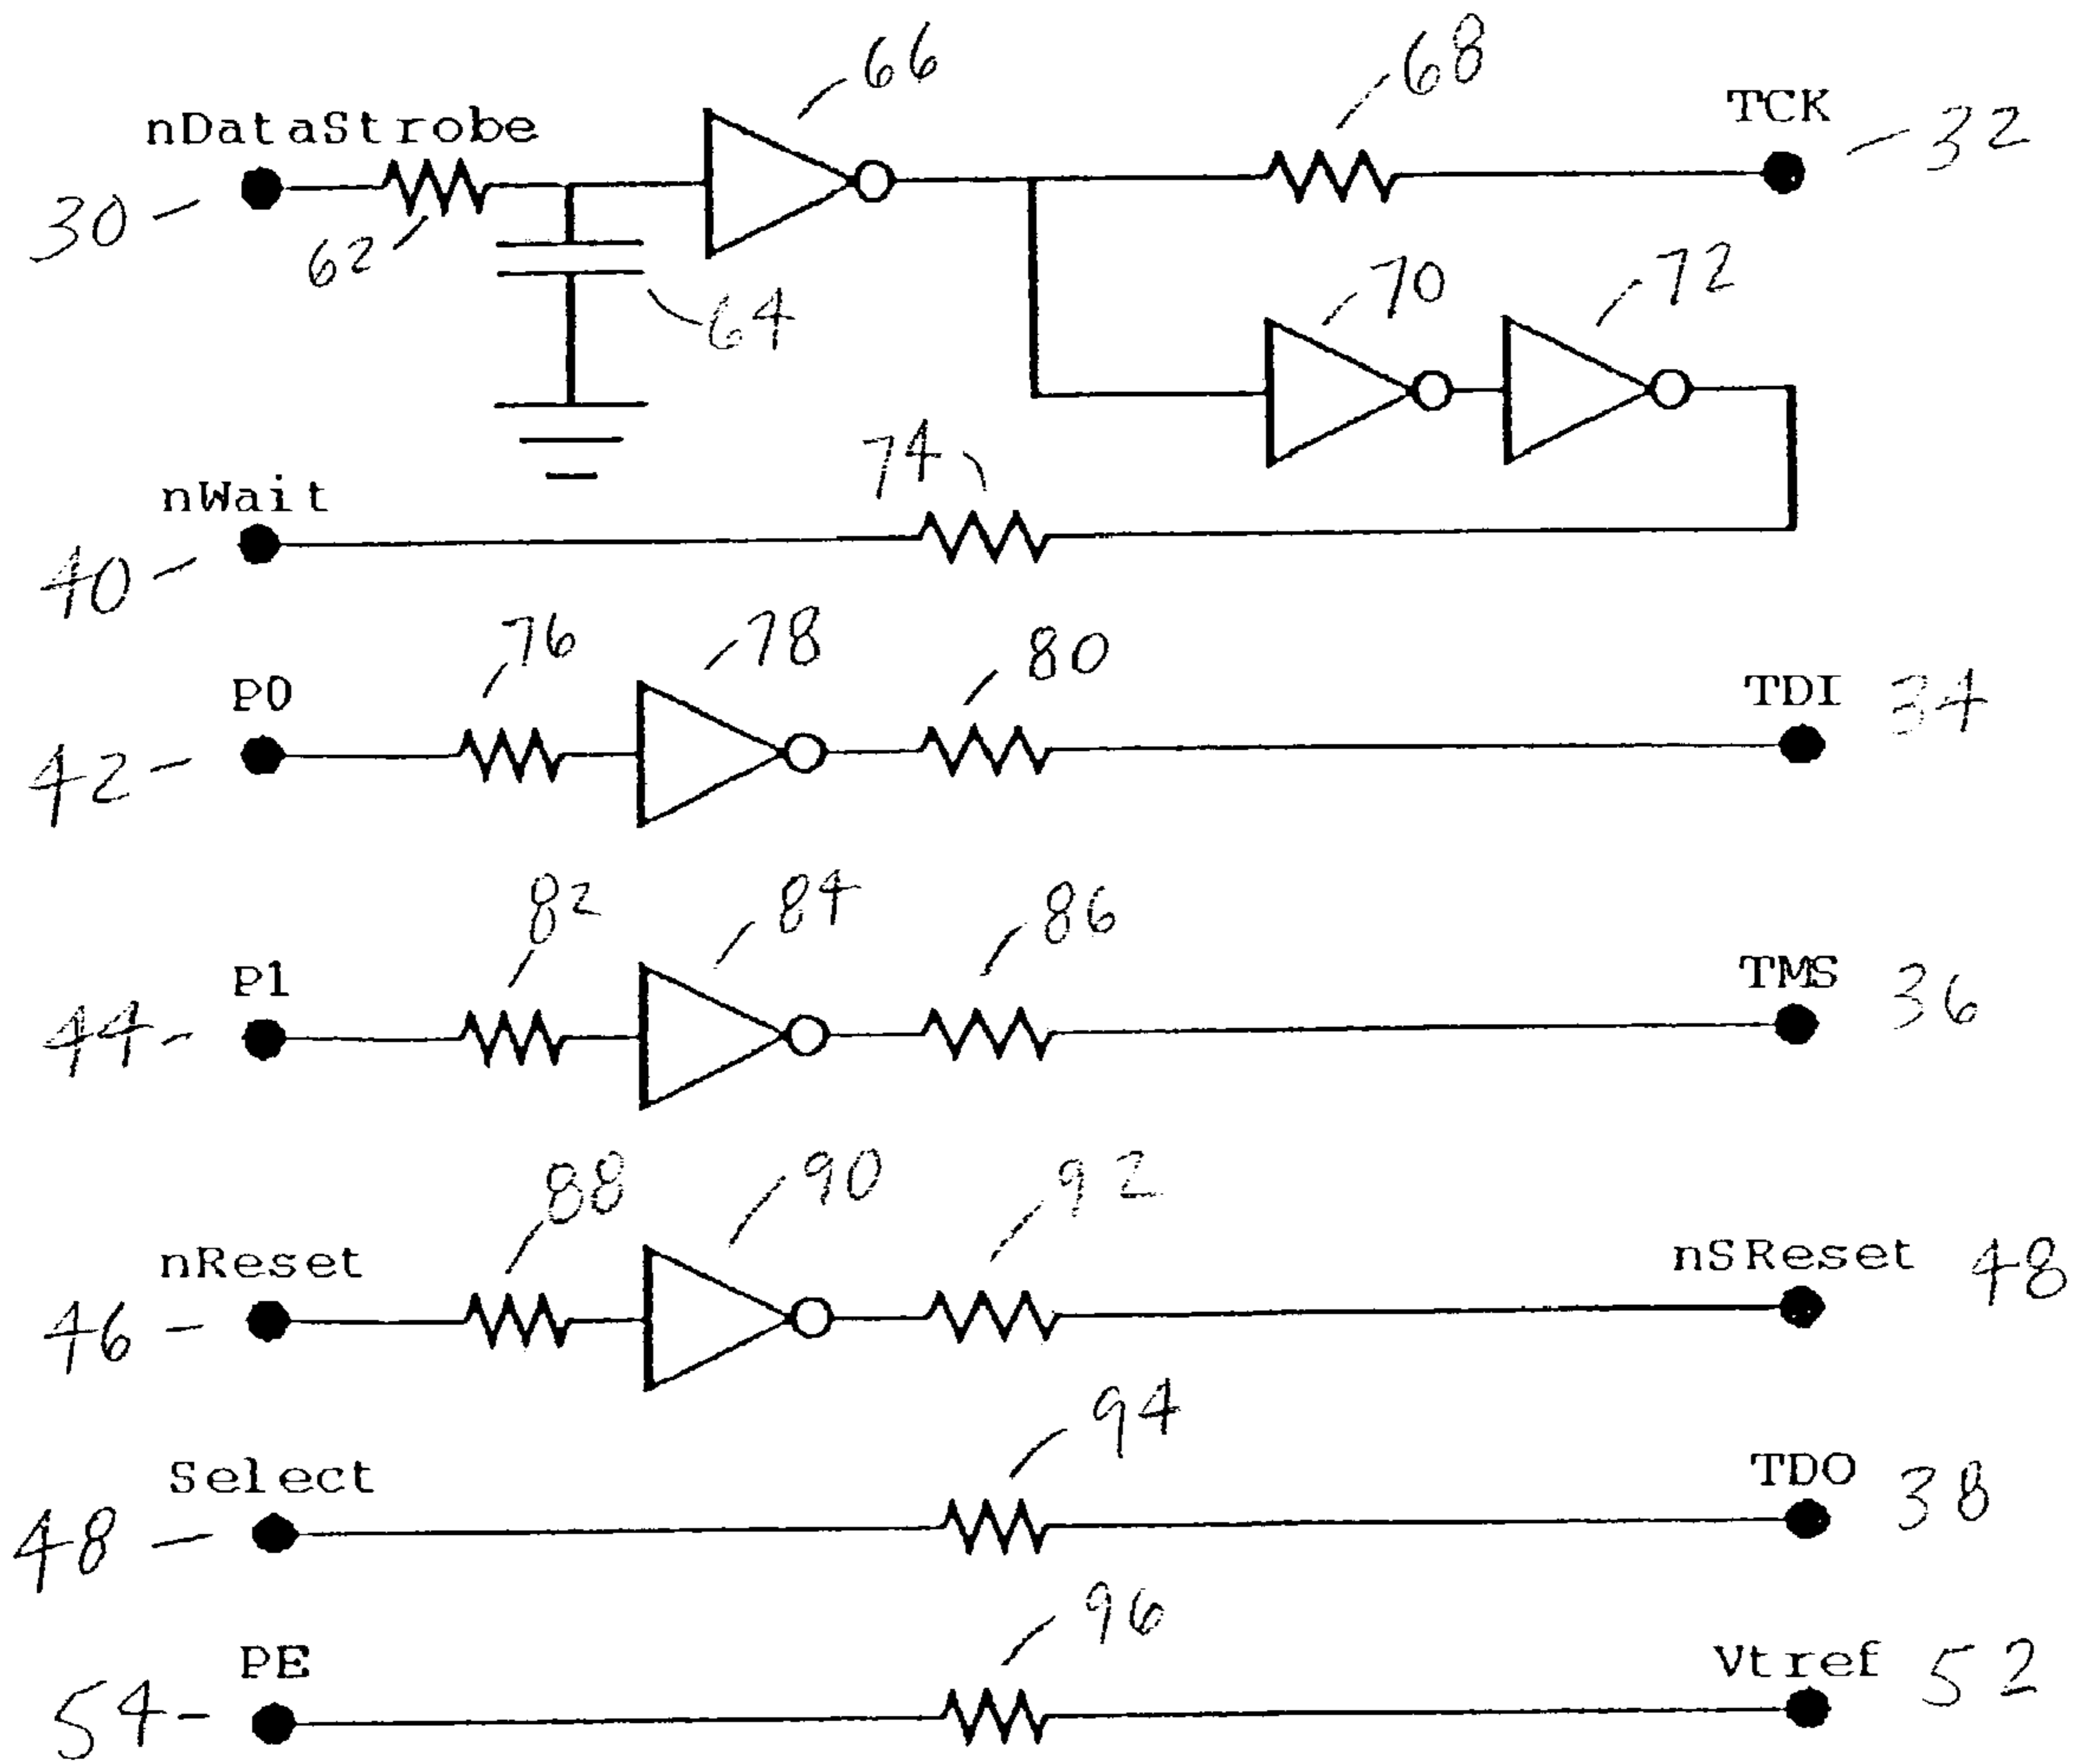 66
68
nDataStrobe
TCK
32
30
62
64
70
72
74
nWait
40
76
78
80
P0
TDI 34
42
82
84
86
P1
TMS 36
44
88
90
92
nReset
nSReset 48
46
94
Select
TDO 38
48
96
PE
Vtref 52
54